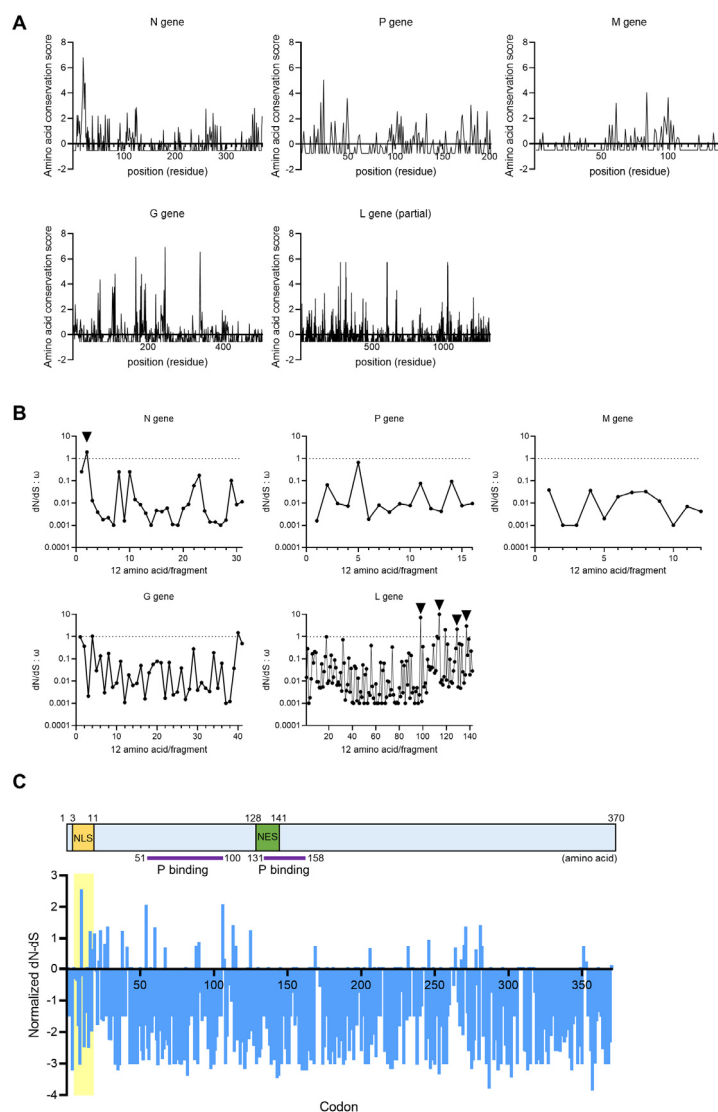 A
N gene
P gene
M gene
Amino acid conservation score
8
6
4
2
0
-2
100
200
300
position (residue)
Amino acid conservation score
8
6
4
2
0
-2
50
100
150
200
position (residue)
Amino acid conservation score
8
6
4
2
0
-2
50
100
position (residue)
G gene
L gene (partial)
Amino acid conservation score
8
6
4
2
0
-2
200
400
position (residue)
Amino acid conservation score
8
6
4
2
0
-2
500
1000
position (residue)
B
N gene
P gene
M gene
dN/dS : ω
10
1
0.1
0.01
0.001
0.0001
0
10
20
30
12 amino acid/fragment
dN/dS : ω
10
1
0.1
0.01
0.001
0.0001
0
5
10
15
12 amino acid/fragment
dN/dS : ω
10
1
0.1
0.01
0.001
0.0001
0
5
10
12 amino acid/fragment
G gene
L gene
dN/dS : ω
10
1
0.1
0.01
0.001
0.0001
0
10
20
30
40
12 amino acid/fragment
dN/dS : ω
10
1
0.1
0.01
0.001
0.0001
0
20
40
60
80
100
120
140
12 amino acid/fragment
C
1 3 11 128 141 370
NLS
NES
51 100 131 158 (amino acid)
P binding
P binding
Normalized dN-dS
3
2
1
0
-1
-2
-3
-4
50
100
150
200
250
300
350
Codon